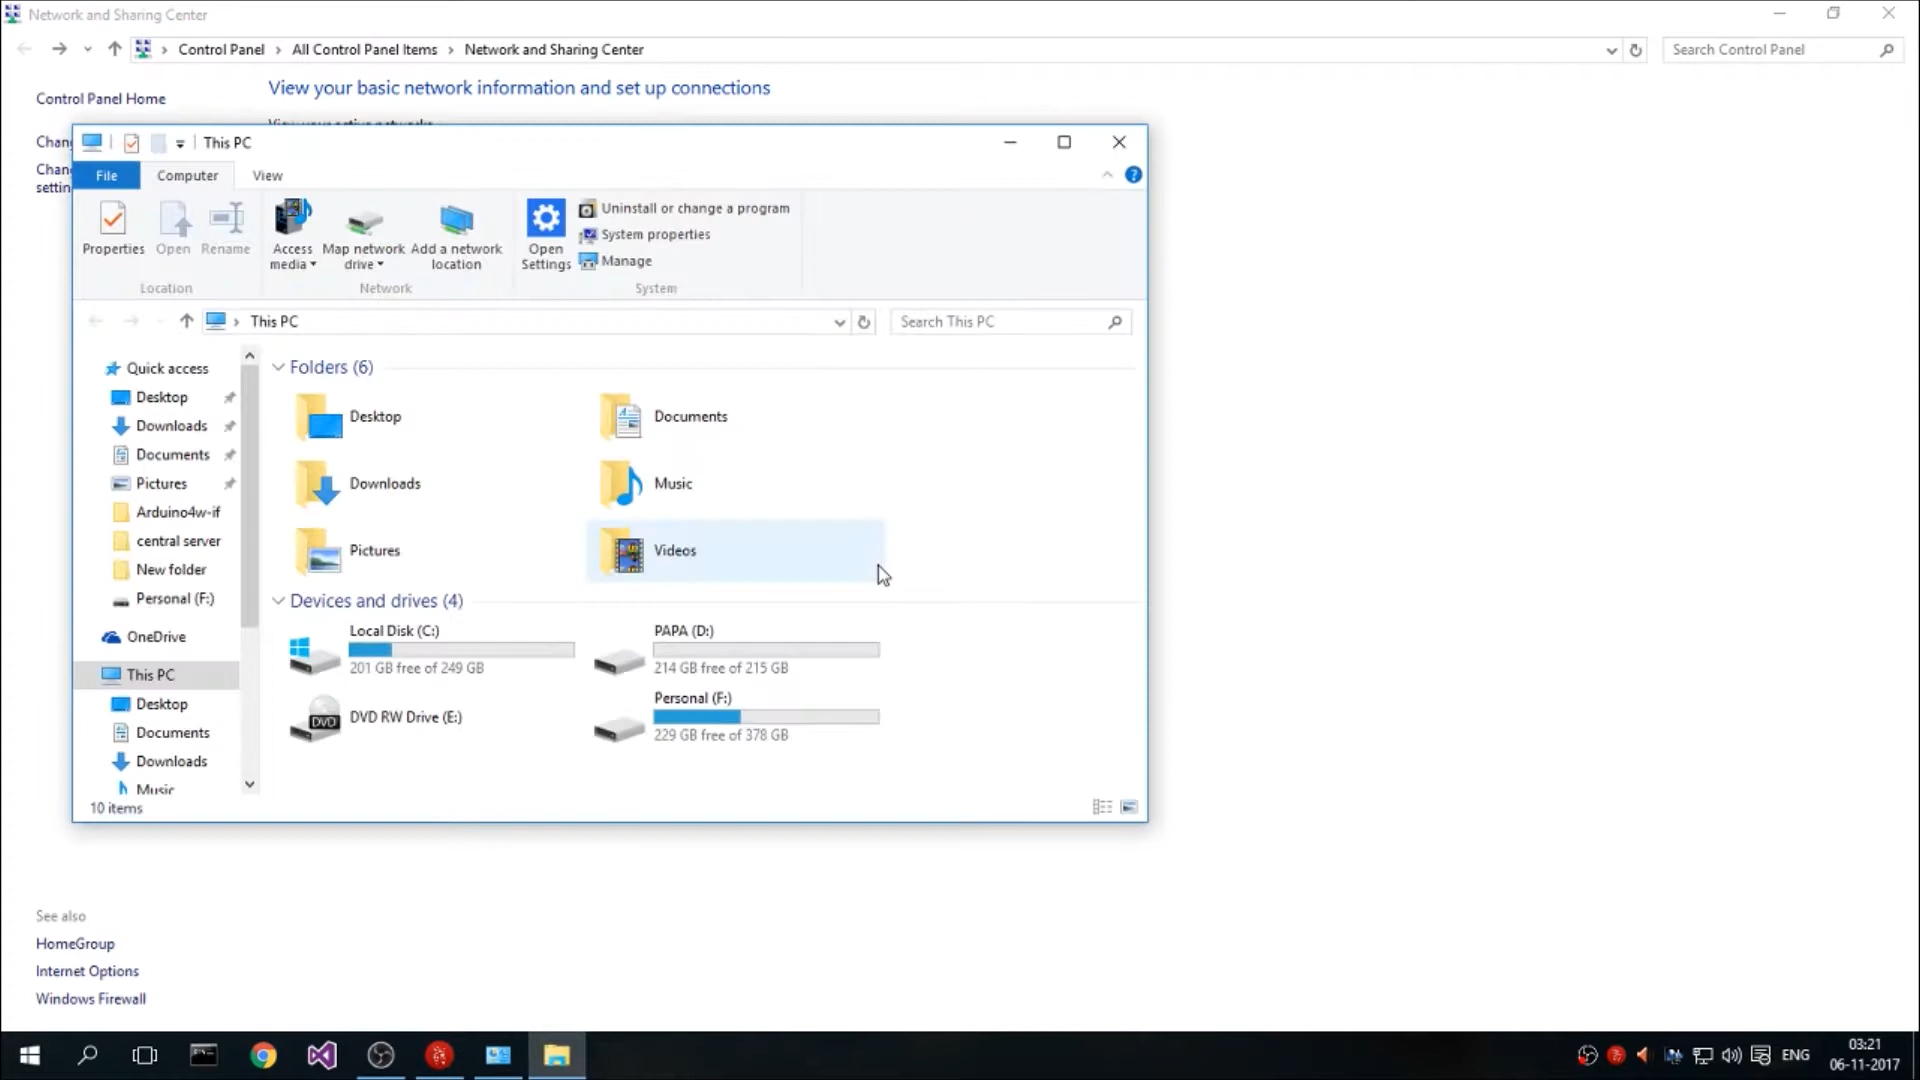 Network and Sharing Center
Control Panel
All Control Panel Items
Network and Sharing Center
Search Control Panel
Control Panel Home
View your basic network information and set up connections
This PC
File
Computer
View
Properties
Open
Rename
Access media
Map network drive
Add a network location
Open Settings
Uninstall or change a program
System properties
Manage
Location
Network
System
This PC
Search This PC
Quick access
Desktop
Downloads
Documents
Pictures
Arduino4w-if
central server
New folder
Personal (F:)
OneDrive
This PC
Desktop
Documents
Downloads
Music
Folders (6)
Desktop
Documents
Downloads
Music
Pictures
Videos
Devices and drives (4)
Local Disk (C:)
201 GB free of 249 GB
PAPA (D:)
214 GB free of 215 GB
DVD
DVD RW Drive (E:)
Personal (F:)
229 GB free of 378 GB
10 items
See also
HomeGroup
Internet Options
Windows Firewall
ENG
03:21
06-11-2017